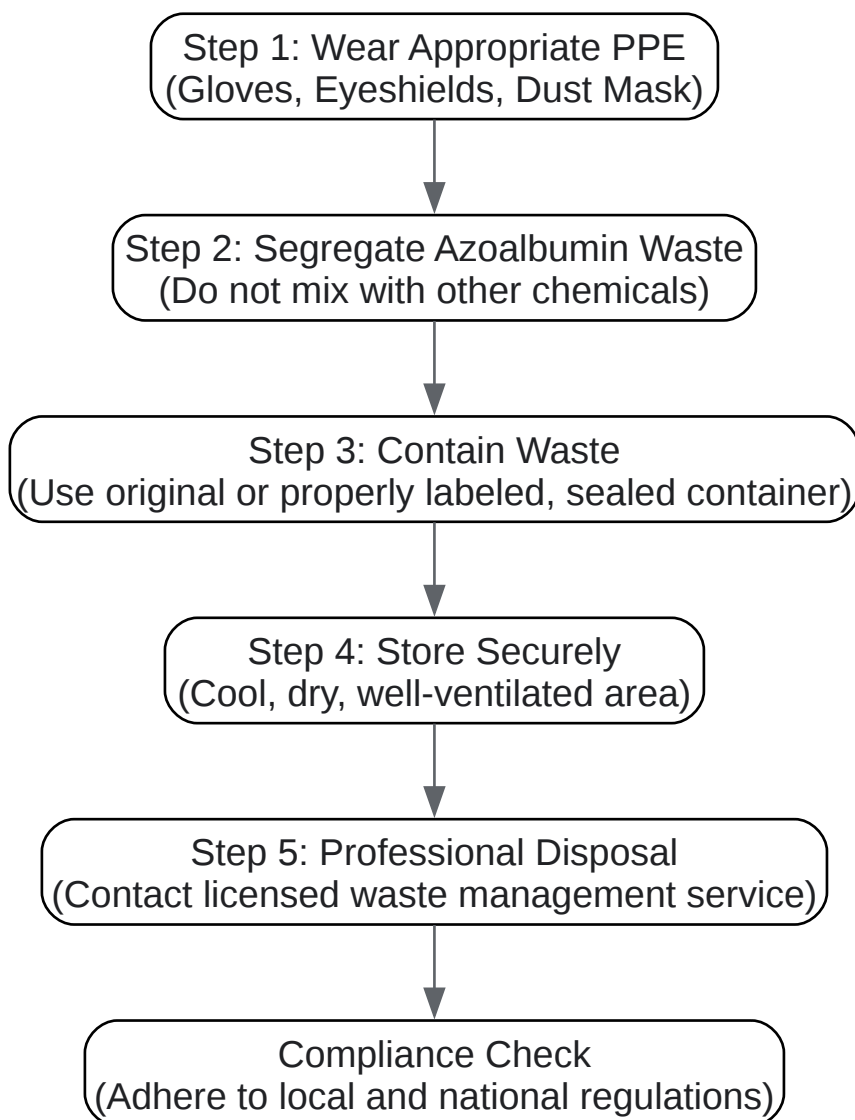 Step 1: Wear Appropriate PPE
(Gloves, Eyeshields, Dust Mask)
Step 2: Segregate Azoalbumin Waste
(Do not mix with other chemicals)
Step 3: Contain Waste
(Use original or properly labeled, sealed container)
Step 4: Store Securely
(Cool, dry, well-ventilated area)
Step 5: Professional Disposal
(Contact licensed waste management service)
Compliance Check
(Adhere to local and national regulations)